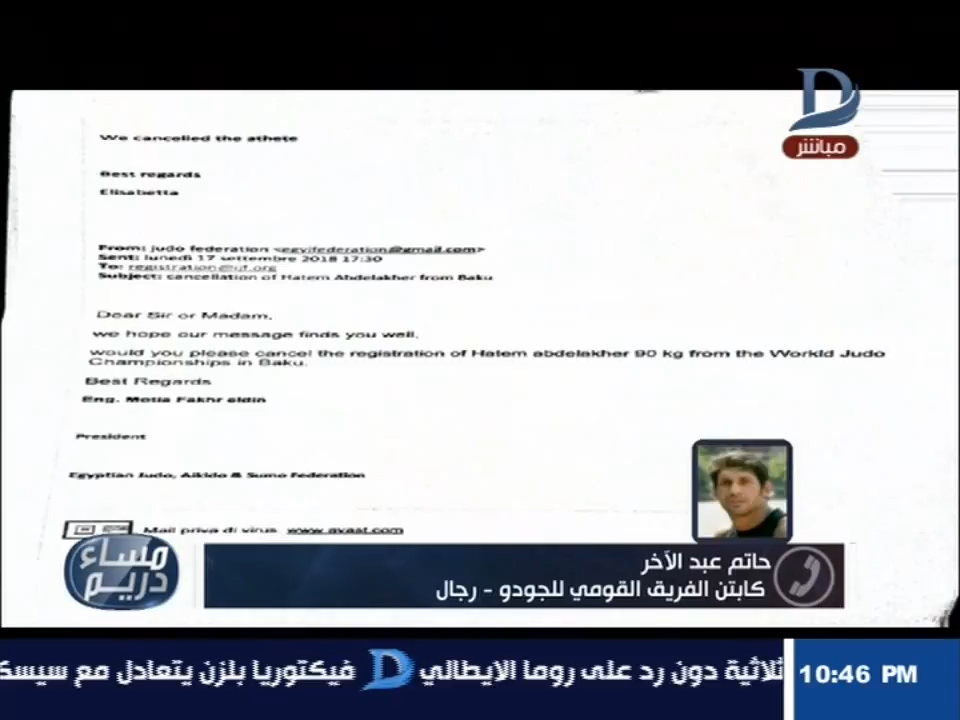 We cancelled the athete
Best regards
Elisabetta
From: judo federation <egyjfederation@gmail.com>
Sent: lunedì 17 settembre 2018 17:30
To: registration@ijf.org
Subject: cancellation of Hatem Abdelakher from Baku
Dear Sir or Madam,
we hope our message finds you well,
would you please cancel the registration of Hatem abdelakher 90 kg from the Workld Judo
Championships in Baku.
Best Regards
Eng. Motie Fakhr eldin
President
Egyptian Judo, Aikido & Sumo Federation
Mail priva di virus www.avast.com
مباشر
حاتم عبد الآخر
كابتن الفريق القومي للجودو - رجال
مساء
دريم
ثلاثية دون رد على روما الايطالي
فيكتوريا بلزن يتعادل مع سيسكا
10:46 PM